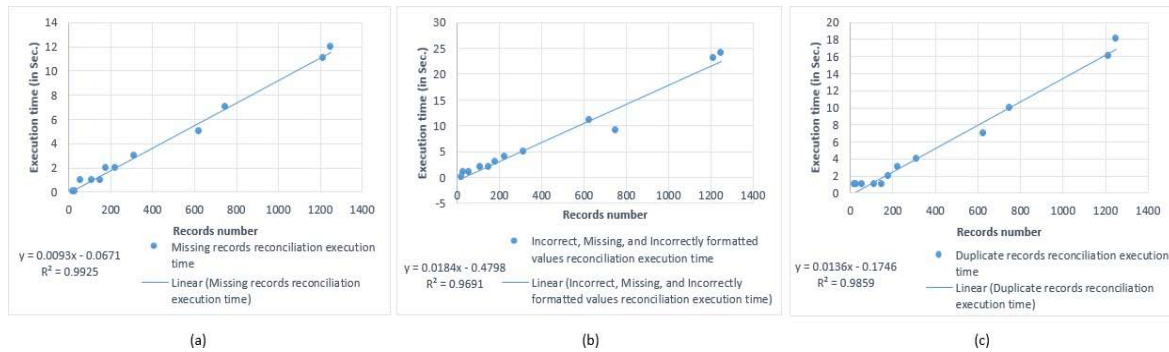 Execution time (in Sec.)
14
12
10
8
6
4
2
0
0 200 400 600 800 1000 1200 1400
Records number
y = 0.0093x - 0.0671
R² = 0.9925
Missing records reconciliation execution
time
Linear (Missing records reconciliation
execution time)
(a)
Execution time (in Sec.)
30
25
20
15
10
5
0
-5
0 200 400 600 800 1000 1200 1400
Records number
y = 0.0184x - 0.4798
R² = 0.9691
Incorrect, Missing, and Incorrectly formatted
values reconciliation execution time
Linear (Incorrect, Missing, and Incorrectly
formatted values reconciliation execution time)
(b)
Execution time (in Sec.)
20
18
16
14
12
10
8
6
4
2
0
0 200 400 600 800 1000 1200 1400
Records number
y = 0.0136x - 0.1746
R² = 0.9859
Duplicate records reconciliation execution
time
Linear (Duplicate records reconciliation
execution time)
(c)